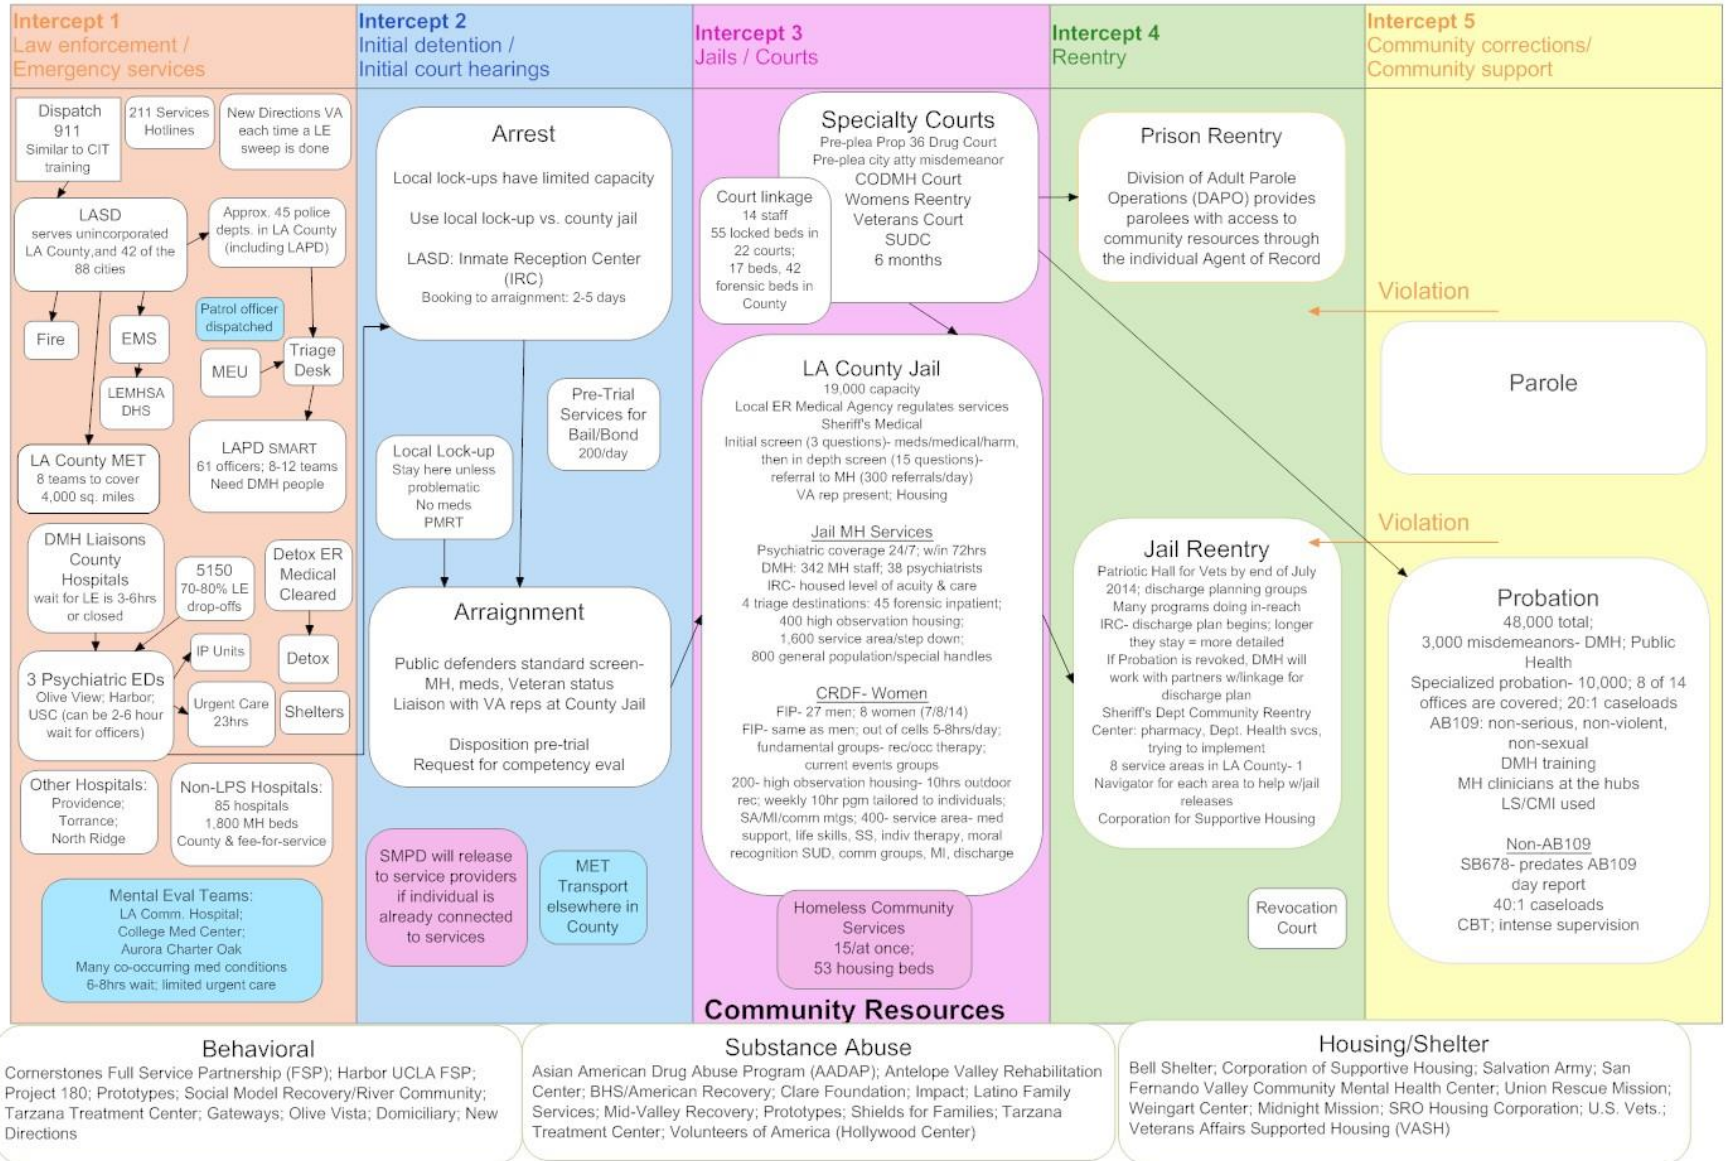 Intercept 1
Law enforcement /
Emergency services
Intercept 2
Initial detention /
Initial court hearings
Intercept 3
Jails / Courts
Intercept 4
Reentry
Intercept 5
Community corrections/
Community support
Dispatch
911
Similar to CIT
training
211 Services
Hotlines
New Directions VA
each time a LE
sweep is done
LASD
serves unincorporated
LA County,and 42 of the
88 cities
Approx. 45 police
depts. in LA County
(including LAPD)
Patrol officer
dispatched
Fire
EMS
MEU
Triage
Desk
LEMHSA
DHS
LA County MET
8 teams to cover
4,000 sq. miles
LAPD SMART
61 officers; 8-12 teams
Need DMH people
DMH Liaisons
County
Hospitals
wait for LE is 3-6hrs
or closed
5150
70-80% LE
drop-offs
Detox ER
Medical
Cleared
IP Units
Detox
3 Psychiatric EDs
Olive View; Harbor;
USC (can be 2-6 hour
wait for officers)
Urgent Care
23hrs
Shelters
Other Hospitals:
Providence;
Torrance;
North Ridge
Non-LPS Hospitals:
85 hospitals
1,800 MH beds
County & fee-for-service
Mental Eval Teams:
LA Comm. Hospital;
College Med Center;
Aurora Charter Oak
Many co-occurring med conditions
6-8hrs wait; limited urgent care
Arrest
Local lock-ups have limited capacity
Use local lock-up vs. county jail
LASD: Inmate Reception Center
(IRC)
Booking to arraignment: 2-5 days
Pre-Trial
Services for
Bail/Bond
200/day
Local Lock-up
Stay here unless
problematic
No meds
PMRT
Arraignment
Public defenders standard screen-
MH, meds, Veteran status
Liaison with VA reps at County Jail
Disposition pre-trial
Request for competency eval
SMPD will release
to service providers
if individual is
already connected
to services
MET
Transport
elsewhere in
County
Specialty Courts
Pre-plea Prop 36 Drug Court
Pre-plea city atty misdemeanor
CODMH Court
Womens Reentry
Veterans Court
SUDC
6 months
Court linkage
14 staff
55 locked beds in
22 courts;
17 beds, 42
forensic beds in
County
LA County Jail
19,000 capacity
Local ER Medical Agency regulates services
Sheriff's Medical
Initial screen (3 questions)- meds/medical/harm,
then in depth screen (15 questions)-
referral to MH (300 referrals/day)
VA rep present; Housing
Jail MH Services
Psychiatric coverage 24/7; w/in 72hrs
DMH: 342 MH staff; 38 psychiatrists
IRC- housed level of acuity & care
4 triage destinations: 45 forensic inpatient;
400 high observation housing;
1,600 service area/step down;
800 general population/special handles
CRDF- Women
FIP- 27 men; 8 women (7/8/14)
FIP- same as men; out of cells 5-8hrs/day;
fundamental groups- rec/occ therapy;
current events groups
200- high observation housing- 10hrs outdoor
rec; weekly 10hr pgm tailored to individuals;
SA/MI/comm mtgs; 400- service area- med
support, life skills, SS, indiv therapy, moral
recognition SUD, comm groups, MI, discharge
Homeless Community
Services
15/at once;
53 housing beds
Prison Reentry
Division of Adult Parole
Operations (DAPO) provides
parolees with access to
community resources through
the individual Agent of Record
Jail Reentry
Patriotic Hall for Vets by end of July
2014; discharge planning groups
Many programs doing in-reach
IRC- discharge plan begins; longer
they stay = more detailed
If Probation is revoked, DMH will
work with partners w/linkage for
discharge plan
Sheriff's Dept Community Reentry
Center: pharmacy, Dept. Health svcs,
trying to implement
8 service areas in LA County- 1
Navigator for each area to help w/jail
releases
Corporation for Supportive Housing
Revocation
Court
Violation
Parole
Violation
Probation
48,000 total;
3,000 misdemeanors- DMH; Public
Health
Specialized probation- 10,000; 8 of 14
offices are covered; 20:1 caseloads
AB109: non-serious, non-violent,
non-sexual
DMH training
MH clinicians at the hubs
LS/CMI used
Non-AB109
SB678- predates AB109
day report
40:1 caseloads
CBT; intense supervision
Community Resources
Behavioral
Cornerstones Full Service Partnership (FSP); Harbor UCLA FSP;
Project 180; Prototypes; Social Model Recovery/River Community;
Tarzana Treatment Center; Gateways; Olive Vista; Domiciliary; New
Directions
Substance Abuse
Asian American Drug Abuse Program (AADAP); Antelope Valley Rehabilitation
Center; BHS/American Recovery; Clare Foundation; Impact; Latino Family
Services; Mid-Valley Recovery; Prototypes; Shields for Families; Tarzana
Treatment Center; Volunteers of America (Hollywood Center)
Housing/Shelter
Bell Shelter; Corporation of Supportive Housing; Salvation Army; San
Fernando Valley Community Mental Health Center; Union Rescue Mission;
Weingart Center; Midnight Mission; SRO Housing Corporation; U.S. Vets.;
Veterans Affairs Supported Housing (VASH)